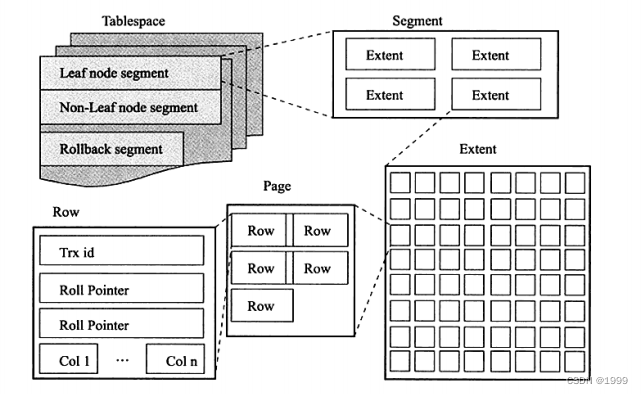 Tablespace
Leaf node segment
Non-Leaf node segment
Rollback segment
Segment
Extent Extent
Extent Extent
Extent
Page
Row Row
Row Row
Row
Row
Trx id
Roll Pointer
Roll Pointer
Col 1 ··· Col n
CSDN @1999